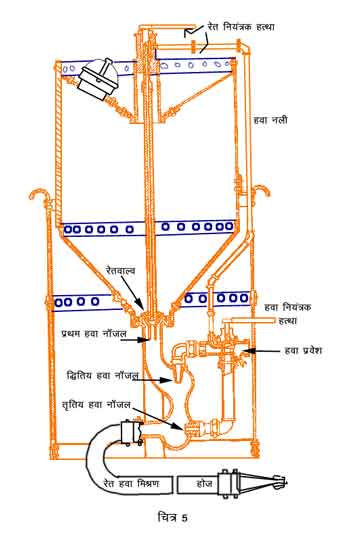 रेत नियंत्रक हत्था
हवा नली
रेतवाल्व
हवा नियंत्रक
हत्था
प्रथम हवा नॉजल
हवा प्रवेश
द्धितिय हवा नॉजल
तृतिय हवा नॉजल
रेत हवा मिश्रण
होज
चित्र 5